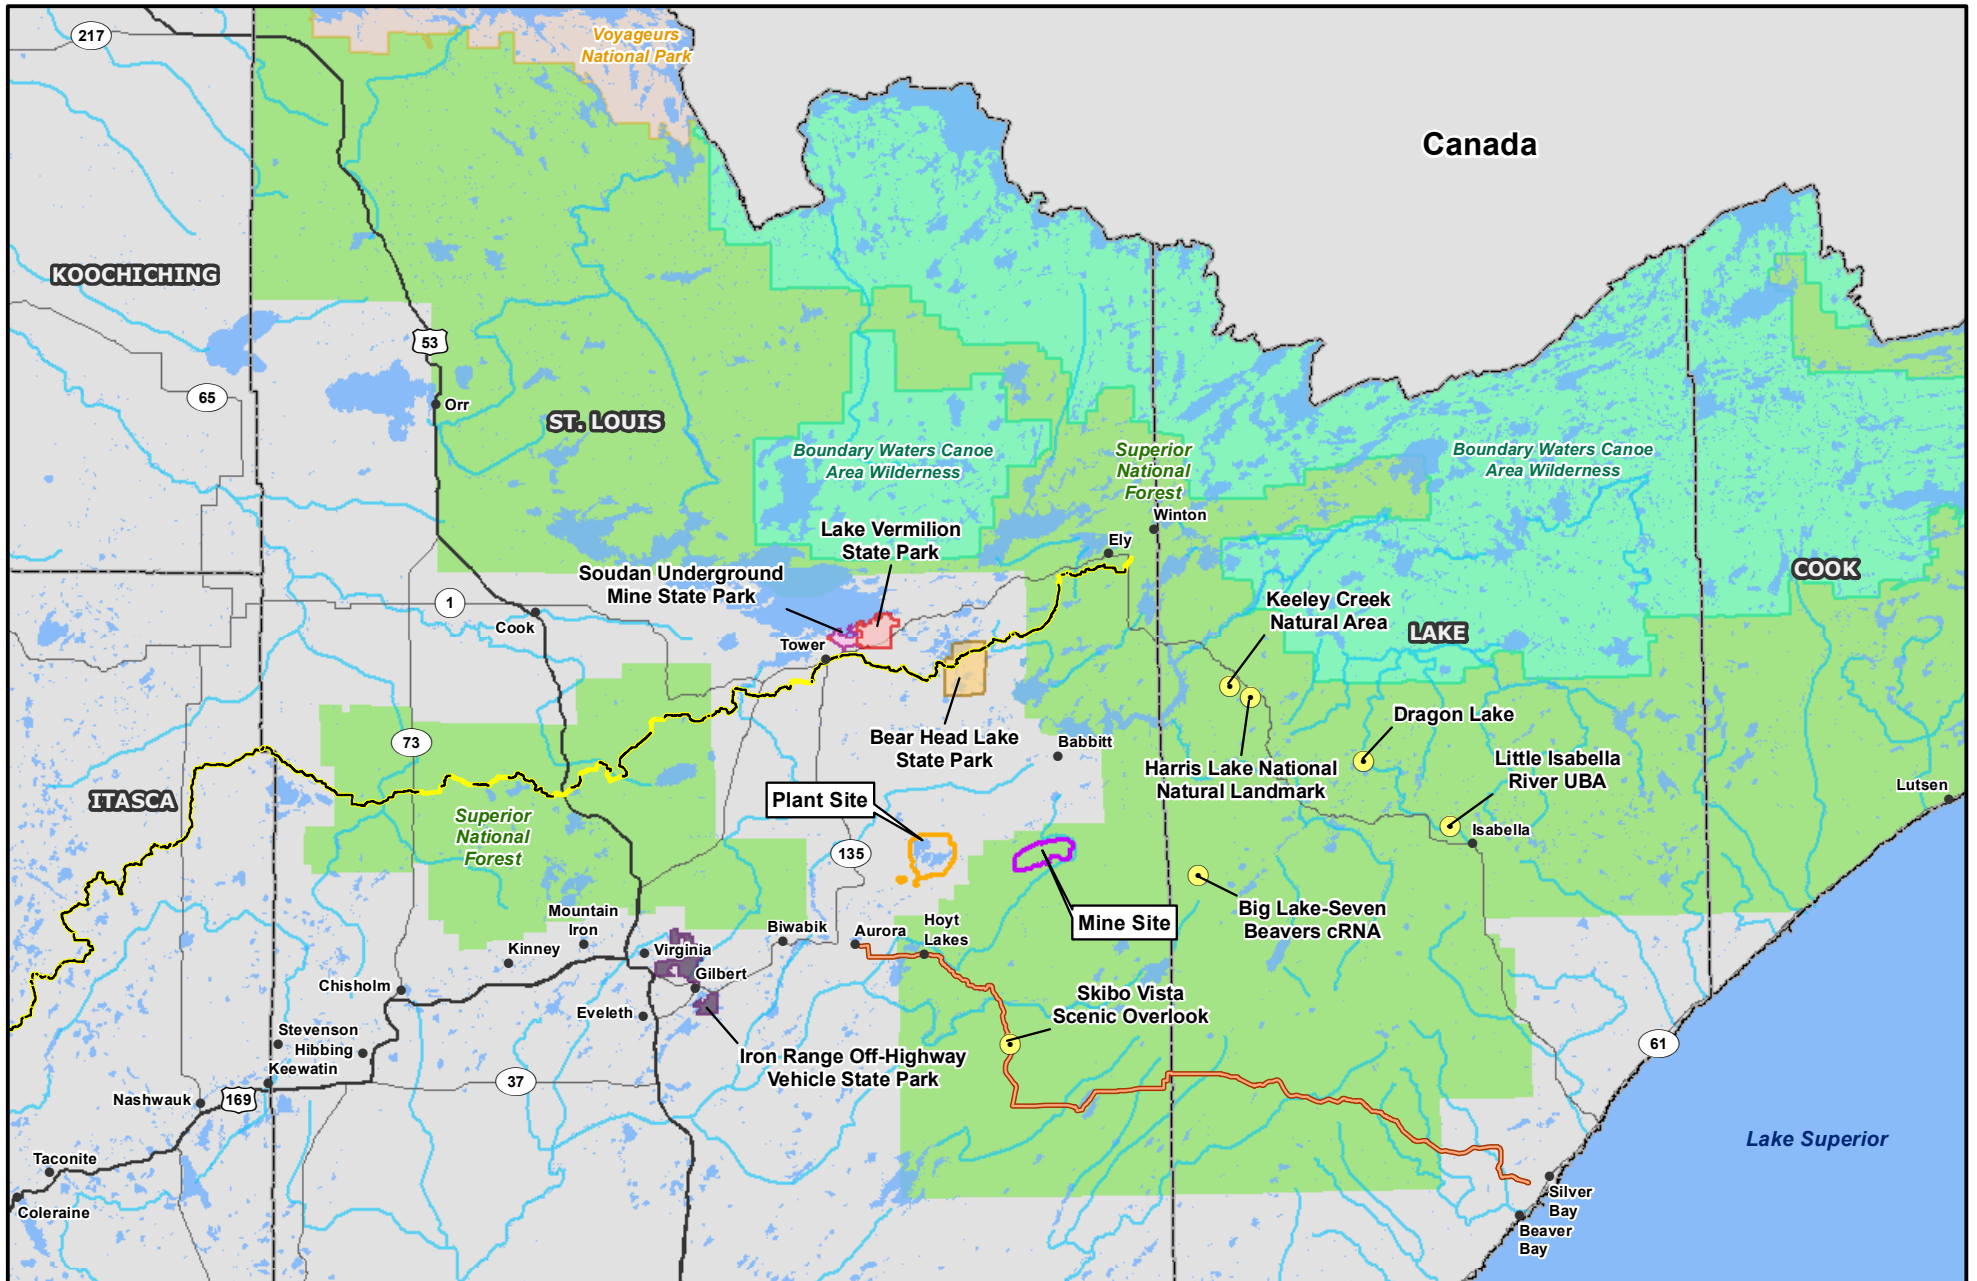 217
Voyageurs
National Park
Canada
KOOCHICHING
53
65
Orr
ST. LOUIS
Boundary Waters Canoe
Area Wilderness
Superior
National
Forest
Boundary Waters Canoe
Area Wilderness
Winton
Lake Vermilion
State Park
Ely
Soudan Underground
Mine State Park
COOK
1
Cook
Keeley Creek
Natural Area
LAKE
Tower
Dragon Lake
73
Bear Head Lake
State Park
Babbitt
Harris Lake National
Natural Landmark
Little Isabella
River UBA
Lutsen
ITASCA
Plant Site
Superior
National
Forest
Isabella
135
Mountain
Iron
Biwabik
Aurora
Hoyt
Lakes
Mine Site
Big Lake-Seven
Beavers cRNA
Kinney
Virginia
Gilbert
Chisholm
Eveleth
Skibo Vista
Scenic Overlook
Stevenson
Hibbing
Keewatin
Iron Range Off-Highway
Vehicle State Park
61
37
Nashwauk
169
Lake Superior
Taconite
Coleraine
Silver
Bay
Beaver
Bay